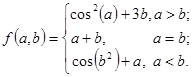 f(a,b) = { cos²(a) + 3b, a > b;
a + b, a = b;
cos(b²) + a, a < b.